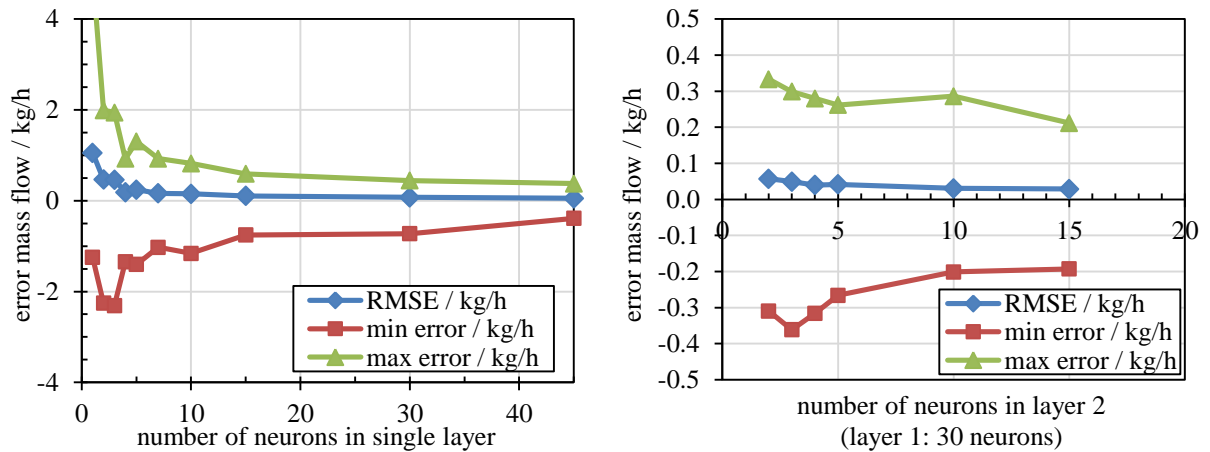 error mass flow / kg/h
4
2
0
-2
-4
0
10
20
30
40
RMSE / kg/h
min error / kg/h
max error / kg/h
number of neurons in single layer
error mass flow / kg/h
0.5
0.4
0.3
0.2
0.1
0.0
-0.1
-0.2
-0.3
-0.4
-0.5
0
5
10
15
20
RMSE / kg/h
min error / kg/h
max error / kg/h
number of neurons in layer 2
(layer 1: 30 neurons)